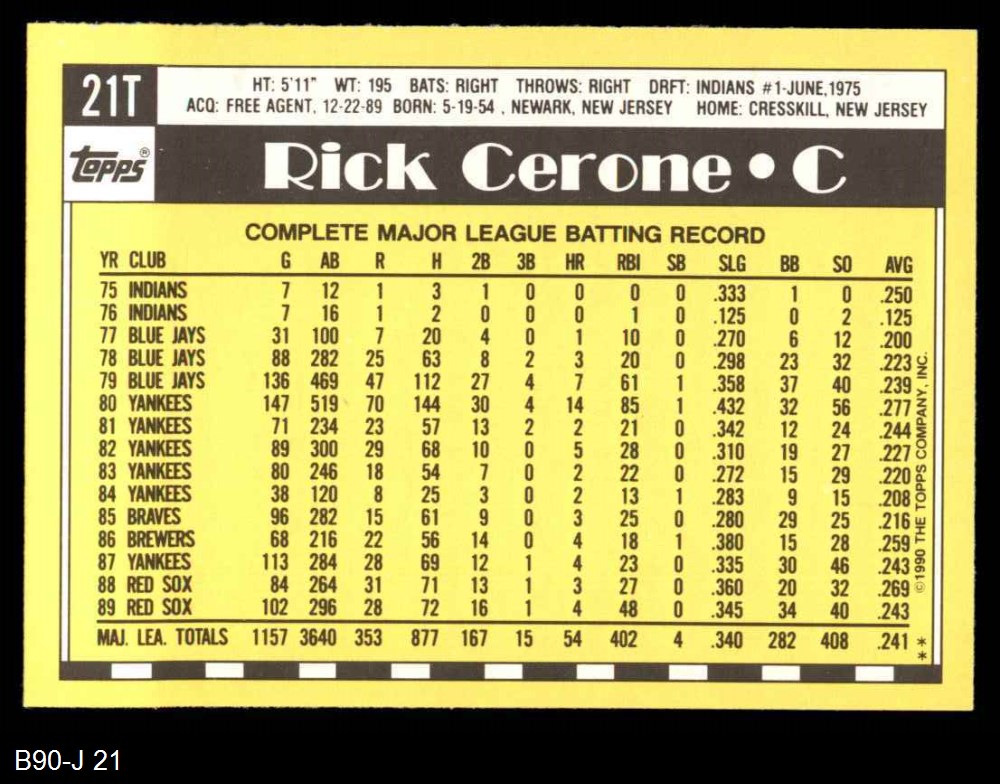 21T
HT: 5'11" WT: 195 BATS: RIGHT THROWS: RIGHT DRFT: INDIANS #1-JUNE,1975
ACQ: FREE AGENT, 12-22-89 BORN: 5-19-54 , NEWARK, NEW JERSEY HOME: CRESSKILL, NEW JERSEY
TOPPS®
Rick Cerone • C
COMPLETE MAJOR LEAGUE BATTING RECORD
YR CLUB G AB R H 2B 3B HR RBI SB SLG BB SO AVG
75 INDIANS 7 12 1 3 1 0 0 0 0 .333 1 0 .250
76 INDIANS 7 16 1 2 0 0 0 1 0 .125 0 2 .125
77 BLUE JAYS 31 100 7 20 4 0 1 10 0 .270 6 12 .200
78 BLUE JAYS 88 282 25 63 8 2 3 20 0 .298 23 32 .223
79 BLUE JAYS 136 469 47 112 27 4 7 61 1 .358 37 40 .239
80 YANKEES 147 519 70 144 30 4 14 85 1 .432 32 56 .277
81 YANKEES 71 234 23 57 13 2 2 21 0 .342 12 24 .244
82 YANKEES 89 300 29 68 10 0 5 28 0 .310 19 27 .227
83 YANKEES 80 246 18 54 7 0 2 22 0 .272 15 29 .220
84 YANKEES 38 120 8 25 3 0 2 13 1 .283 9 15 .208
85 BRAVES 96 282 15 61 9 0 3 25 0 .280 29 25 .216
86 BREWERS 68 216 22 56 14 0 4 18 1 .380 15 28 .259
87 YANKEES 113 284 28 69 12 1 4 23 0 .335 30 46 .243
88 RED SOX 84 264 31 71 13 1 3 27 0 .360 20 32 .269
89 RED SOX 102 296 28 72 16 1 4 48 0 .345 34 40 .243
MAJ. LEA. TOTALS 1157 3640 353 877 167 15 54 402 4 .340 282 408 .241 **
©1990 THE TOPPS COMPANY, INC.
B90-J 21